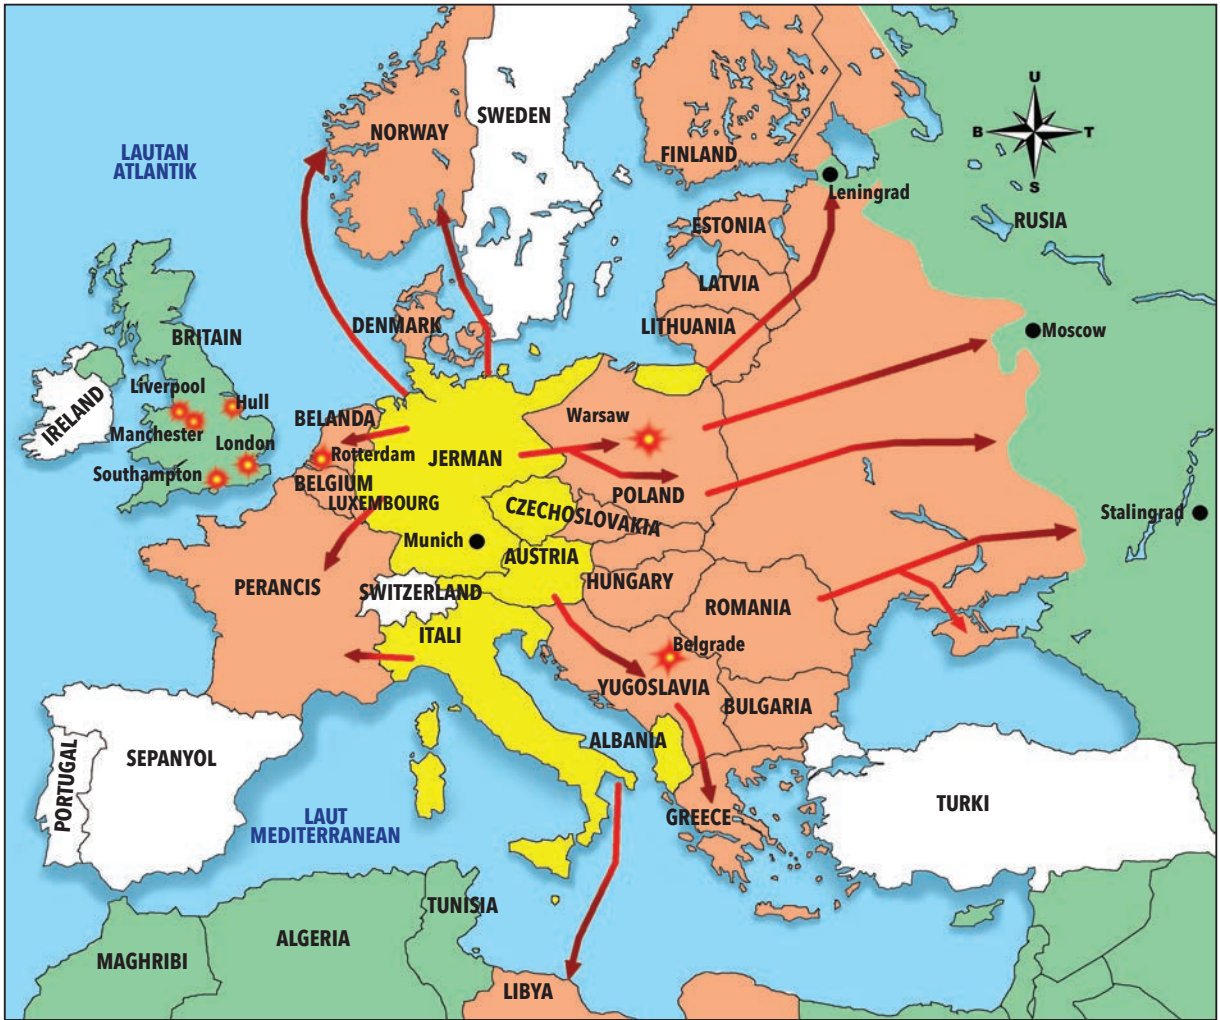 SWEDEN
NORWAY
LAUTAN
ATLANTIK
FINLAND
U
B
T
S
Leningrad
RUSIA
ESTONIA
LATVIA
LITHUANIA
DENMARK
Moscow
BRITAIN
Liverpool
Hull
IRELAND
Manchester
London
Southampton
BELANDA
Rotterdam
BELGIUM
LUXEMBOURG
JERMAN
Warsaw
POLAND
CZECHOSLOVAKIA
Stalingrad
Munich
AUSTRIA
HUNGARY
PERANCIS
SWITZERLAND
ROMANIA
ITALI
Belgrade
YUGOSLAVIA
BULGARIA
ALBANIA
PORTUGAL
SEPANYOL
LAUT
MEDITERRANEAN
GREECE
TURKI
TUNISIA
ALGERIA
MAGHRIBI
LIBYA